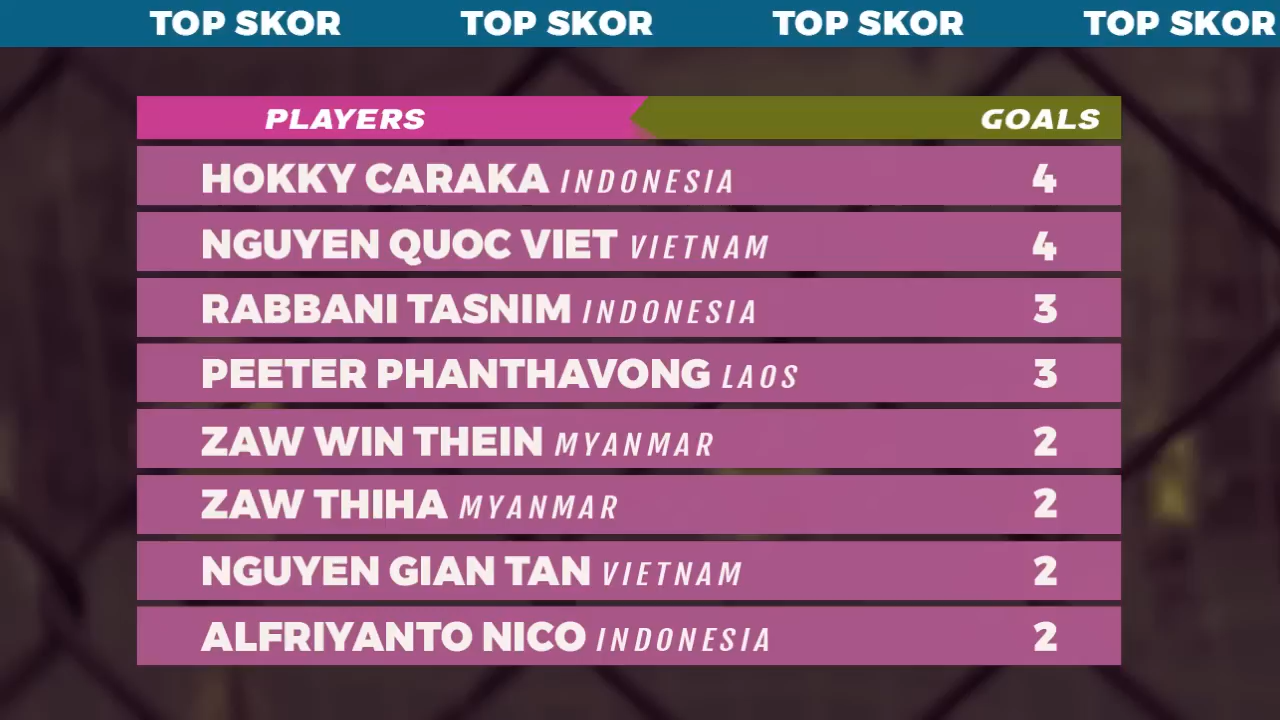 TOP SKOR TOP SKOR TOP SKOR TOP SKOR
PLAYERS GOALS
HOKKY CARAKA INDONESIA 4
NGUYEN QUOC VIET VIETNAM 4
RABBANI TASNIM INDONESIA 3
PEETER PHANTHAVONG LAOS 3
ZAW WIN THEIN MYANMAR 2
ZAW THIHA MYANMAR 2
NGUYEN GIAN TAN VIETNAM 2
ALFRIYANTO NICO INDONESIA 2